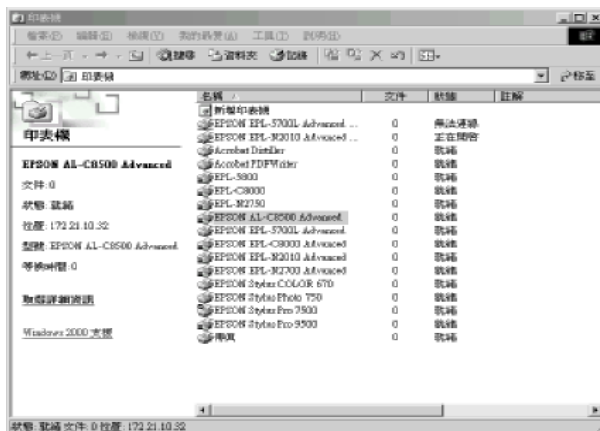 印表機
檔案(F) 編輯(E) 檢視(V) 我的最愛(A) 工具(T) 說明(H)
上一頁 搜尋 資料夾 記錄
網址(D) 印表機 移至
名稱 文件 狀態 註解
新增印表機
EPSON EPL-5700L Advanced ... 0 無法連線
EPSON EPL-N2010 Advanced ... 0 正在開啓
Acrobat Distiller 0 就緒
Acrobat PDFWriter 0 就緒
EPL-5800 0 就緒
EPL-C8000 0 就緒
EPL-N2750 0 就緒
EPSON AL-C8500 Advanced 0 就緒
EPSON EPL-5700L Advanced 0 就緒
EPSON EPL-C8000 Advanced 0 就緒
EPSON EPL-N2010 Advanced 0 就緒
EPSON EPL-N2700 Advanced 0 就緒
EPSON Stylus COLOR 670 0 就緒
EPSON Stylus Photo 750 0 就緒
EPSON Stylus Pro 7500 0 就緒
EPSON Stylus Pro 9500 0 就緒
傳真 0 就緒
印表機
EPSON AL-C8500 Advanced
文件: 0
狀態: 就緒
位置: 172.21.10.32
型號: EPSON AL-C8500 Advanced
等候時間: 0
取得詳細資訊
Windows 2000 支援
狀態: 就緒 文件: 0 位置: 172.21.10.32